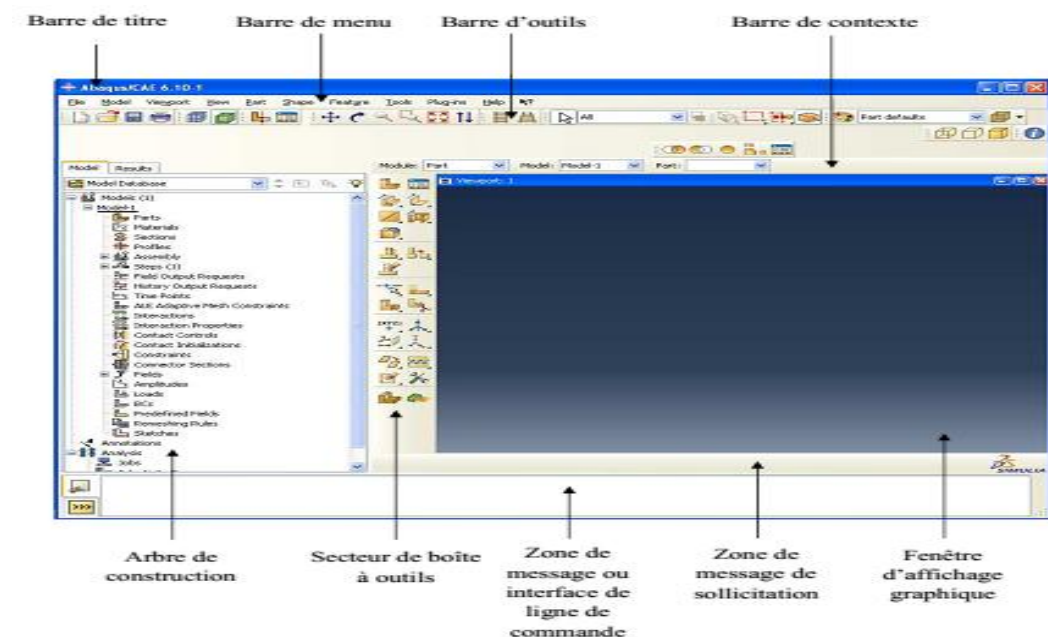 Barre de titre
Barre de menu
Barre d'outils
Barre de contexte
Abaqus/CAE 6.10-1
File Model Viewport View Part Shape Feature Tools Plug-ins Help
All
Part defaults
Model Results
Module: Part Model: Model-1 Part:
Model Database
Viewport: 1
Models (1)
Model-1
Parts
Materials
Sections
Profiles
Assembly
Steps (1)
Field Output Requests
History Output Requests
Time Points
ALE Adaptive Mesh Constraints
Interactions
Interaction Properties
Contact Controls
Contact Initializations
Constraints
Connector Sections
Fields
Amplitudes
Loads
BCs
Predefined Fields
Remeshing Rules
Sketches
Annotations
Analysis
Jobs
SIMULIA
>>>
Arbre de
construction
Secteur de boîte
à outils
Zone de
message ou
interface de
ligne de
commande
Zone de
message de
sollicitation
Fenêtre
d'affichage
graphique